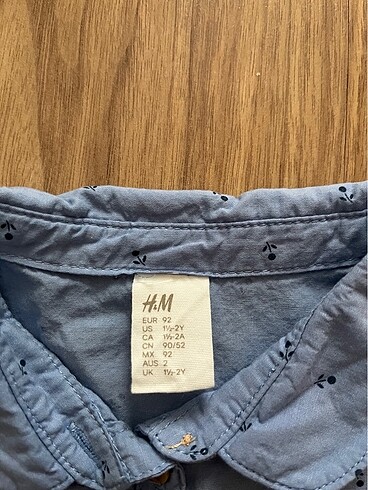 H&M
EUR 92
US 1½-2Y
CA 1½-2A
CN 90/52
MX 92
AUS 2
UK 1½-2Y